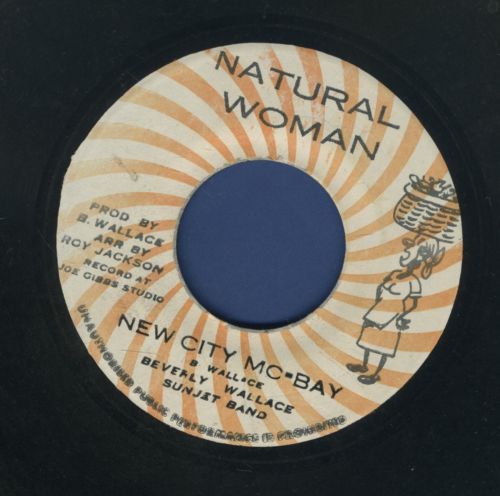 NATURAL
WOMAN
PROD BY
B. WALLACE
ARR BY
ROY JACKSON
RECORD AT
JOE GIBBS STUDIO
NEW CITY MC=BAY
B WALLACE
BEVERLY WALLACE
SUNJET BAND
UNAUTHORISED PUBLIC PERFORMANCE IS PROHIBITED